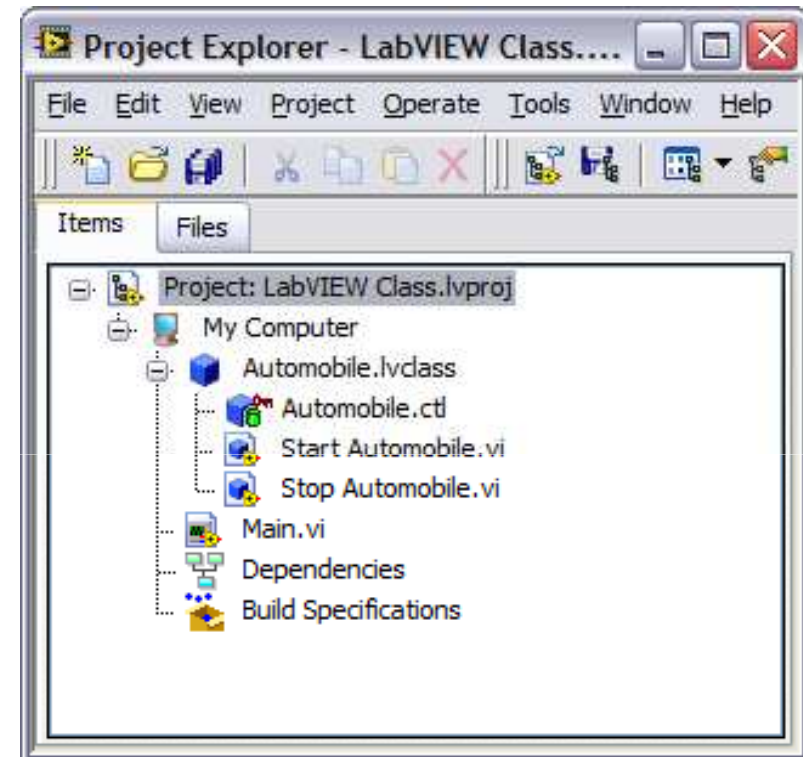 Project Explorer - LabVIEW Class....
File Edit View Project Operate Tools Window Help
Items Files
Project: LabVIEW Class.lvproj
My Computer
Automobile.lvclass
Automobile.ctl
Start Automobile.vi
Stop Automobile.vi
Main.vi
Dependencies
Build Specifications